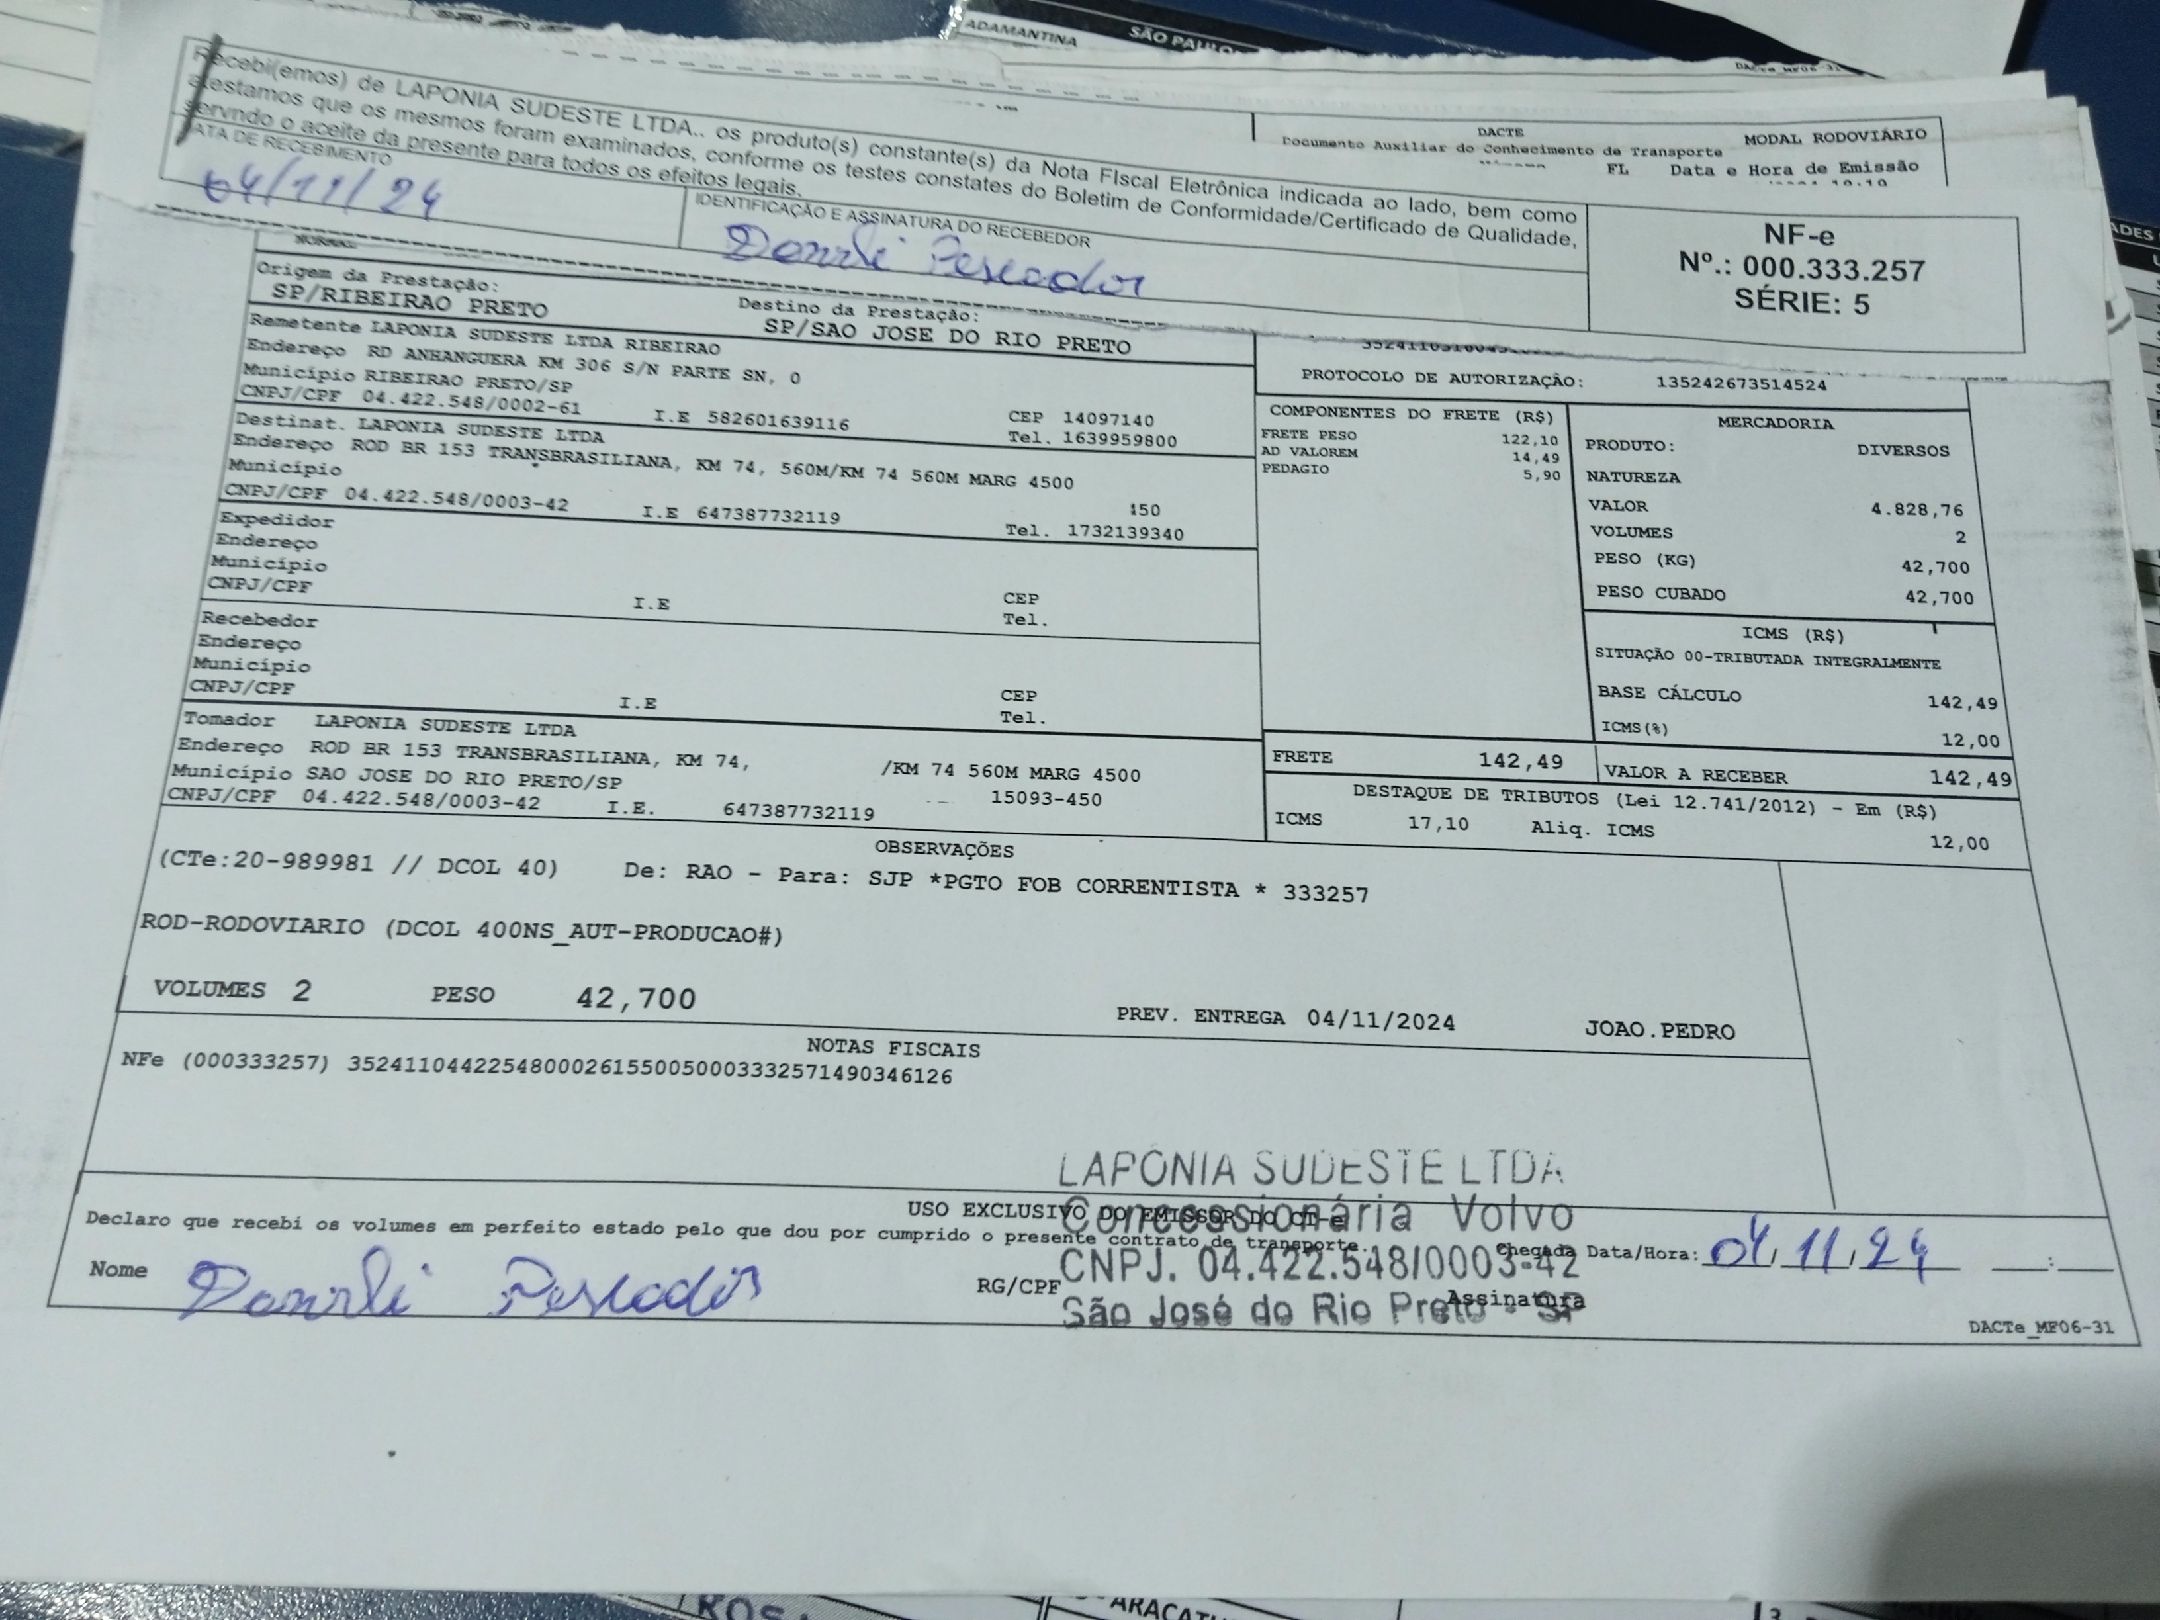 ADAMANTINA
SÃO PAULO
Recebi(emos) de LAPONIA SUDESTE LTDA.. os produto(s) constante(s) da Nota FIscal Eletrônica indicada ao lado, bem como
atestamos que os mesmos foram examinados, conforme os testes constates do Boletim de Conformidade/Certificado de Qualidade,
servndo o aceite da presente para todos os efeitos legais.
DATA DE RECEBIMENTO
04/11/24
IDENTIFICAÇÃO E ASSINATURA DO RECEBEDOR
Pescador
DACTE
Documento Auxiliar do Conhecimento de Transporte
MODAL RODOVIÁRIO
FL Data e Hora de Emissão
NF-e
Nº.: 000.333.257
SÉRIE: 5
NORMAL
Origem da Prestação:
SP/RIBEIRAO PRETO
Destino da Prestação:
SP/SAO JOSE DO RIO PRETO
Remetente LAPONIA SUDESTE LTDA RIBEIRAO
Endereço RD ANHANGUERA KM 306 S/N PARTE SN, 0
Município RIBEIRAO PRETO/SP
CEP 14097140
CNPJ/CPF 04.422.548/0002-61 I.E 582601639116 Tel. 1639959800
Destinat. LAPONIA SUDESTE LTDA
Endereço ROD BR 153 TRANSBRASILIANA, KM 74, 560M/KM 74 560M MARG 4500
Município 450
CNPJ/CPF 04.422.548/0003-42 I.E 647387732119 Tel. 1732139340
Expedidor
Endereço
Município CEP
CNPJ/CPF I.E Tel.
Recebedor
Endereço
Município CEP
CNPJ/CPF I.E Tel.
Tomador LAPONIA SUDESTE LTDA
Endereço ROD BR 153 TRANSBRASILIANA, KM 74, /KM 74 560M MARG 4500
Município SAO JOSE DO RIO PRETO/SP 15093-450
CNPJ/CPF 04.422.548/0003-42 I.E. 647387732119
PROTOCOLO DE AUTORIZAÇÃO: 135242673514524
COMPONENTES DO FRETE (R$)
FRETE PESO 122,10
AD VALOREM 14,49
PEDAGIO 5,90
MERCADORIA
PRODUTO: DIVERSOS
NATUREZA
VALOR 4.828,76
VOLUMES 2
PESO (KG) 42,700
PESO CUBADO 42,700
ICMS (R$)
SITUAÇÃO 00-TRIBUTADA INTEGRALMENTE
BASE CÁLCULO 142,49
ICMS(%) 12,00
FRETE 142,49
VALOR A RECEBER 142,49
DESTAQUE DE TRIBUTOS (Lei 12.741/2012) - Em (R$)
ICMS 17,10 Aliq. ICMS 12,00
OBSERVAÇÕES
(CTe:20-989981 // DCOL 40) De: RAO - Para: SJP *PGTO FOB CORRENTISTA * 333257
ROD-RODOVIARIO (DCOL 400NS_AUT-PRODUCAO#)
VOLUMES 2 PESO 42,700
PREV. ENTREGA 04/11/2024 JOAO.PEDRO
NOTAS FISCAIS
NFe (000333257) 35241104422548000261550050003332571490346126
LAPÔNIA SUDESTE LTDA
USO EXCLUSIVO DO EMISSOR DO CT-e
Concessionária Volvo
Declaro que recebi os volumes em perfeito estado pelo que dou por cumprido o presente contrato de transporte.
CNPJ. 04.422.548/0003-42
Chegada Data/Hora: 04/11/24 :
Nome Pescador
RG/CPF
Assinatura
São José do Rio Preto - SP
DACTe_MF06-31